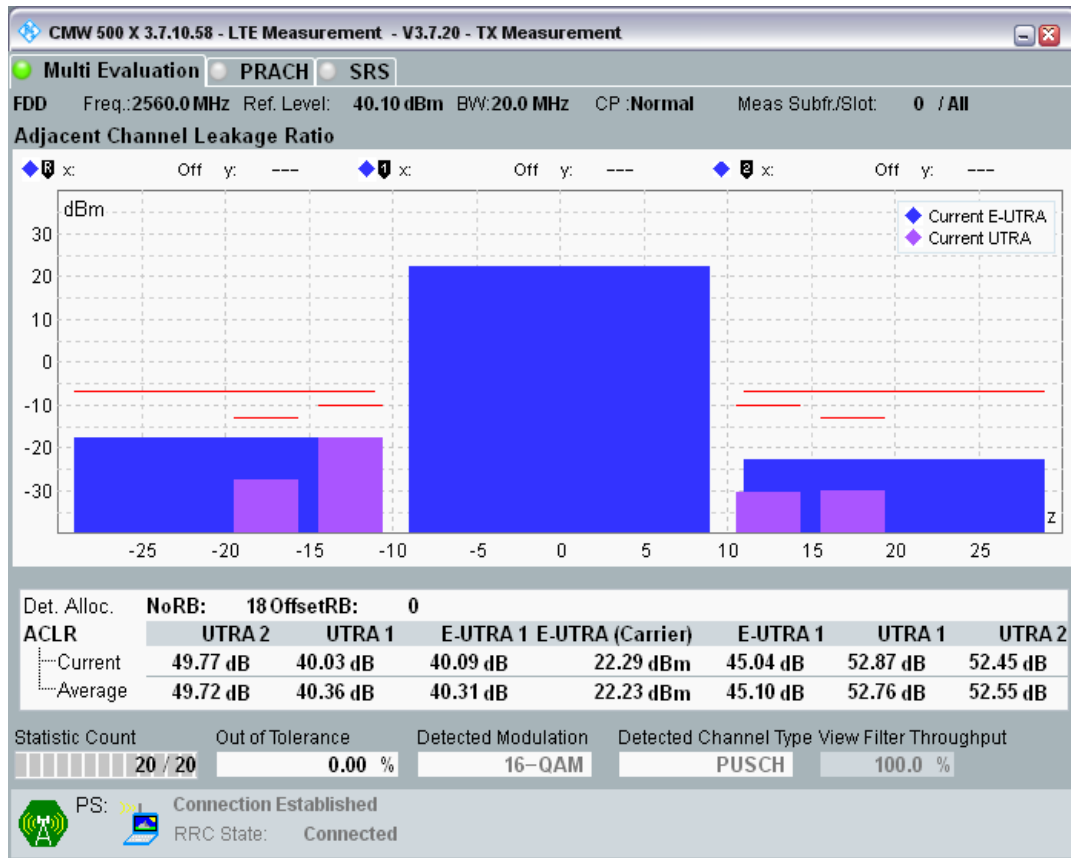 CMW 500 X 3.7.10.58 - LTE Measurement - V3.7.20 - TX Measurement
Multi Evaluation PRACH SRS
FDD Freq.:2560.0 MHz Ref. Level: 40.10 dBm BW:20.0 MHz CP :Normal Meas Subfr./Slot: 0 / All
Adjacent Channel Leakage Ratio
R x: Off y: --- 1 x: Off y: --- 2 x: Off y: ---
dBm
Current E-UTRA
Current UTRA
30
20
10
0
-10
-20
-30
z
-25 -20 -15 -10 -5 0 5 10 15 20 25
Det. Alloc. NoRB: 18 OffsetRB: 0
ACLR UTRA 2 UTRA 1 E-UTRA 1 E-UTRA (Carrier) E-UTRA 1 UTRA 1 UTRA 2
Current 49.77 dB 40.03 dB 40.09 dB 22.29 dBm 45.04 dB 52.87 dB 52.45 dB
Average 49.72 dB 40.36 dB 40.31 dB 22.23 dBm 45.10 dB 52.76 dB 52.55 dB
Statistic Count Out of Tolerance Detected Modulation Detected Channel Type View Filter Throughput
20 / 20 0.00 % 16-QAM PUSCH 100.0 %
PS: Connection Established
RRC State: Connected